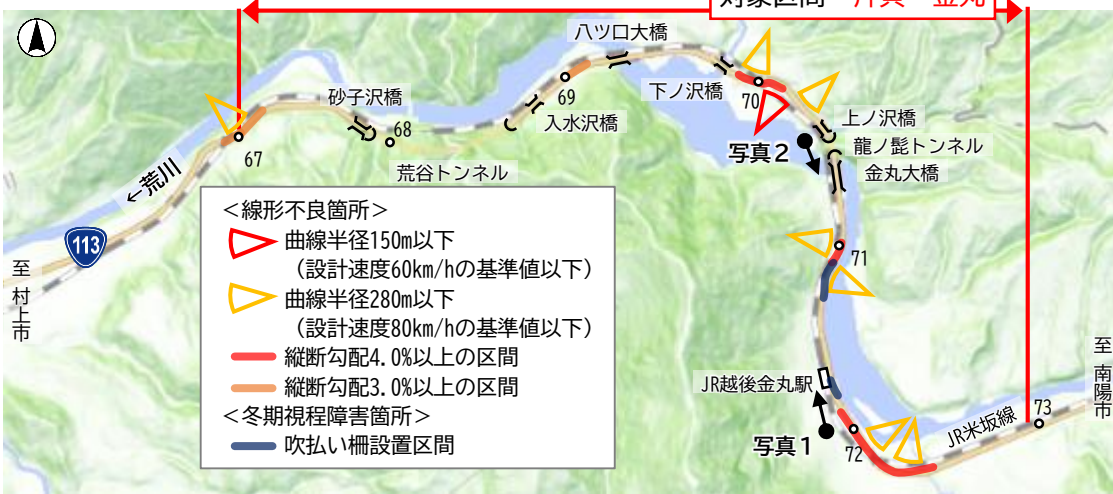 対象区間 片貝～金丸
八ツ口大橋
砂子沢橋
69
下ノ沢橋
70
68
入水沢橋
上ノ沢橋
67
荒谷トンネル
写真2
龍ノ髭トンネル
金丸大橋
←荒川
113
至 村上市
<線形不良箇所>
曲線半径150m以下
(設計速度60km/hの基準値以下)
曲線半径280m以下
(設計速度80km/hの基準値以下)
縦断勾配4.0%以上の区間
縦断勾配3.0%以上の区間
<冬期視程障害箇所>
吹払い柵設置区間
71
JR越後金丸駅
写真1
72
JR米坂線
73
至 南陽市